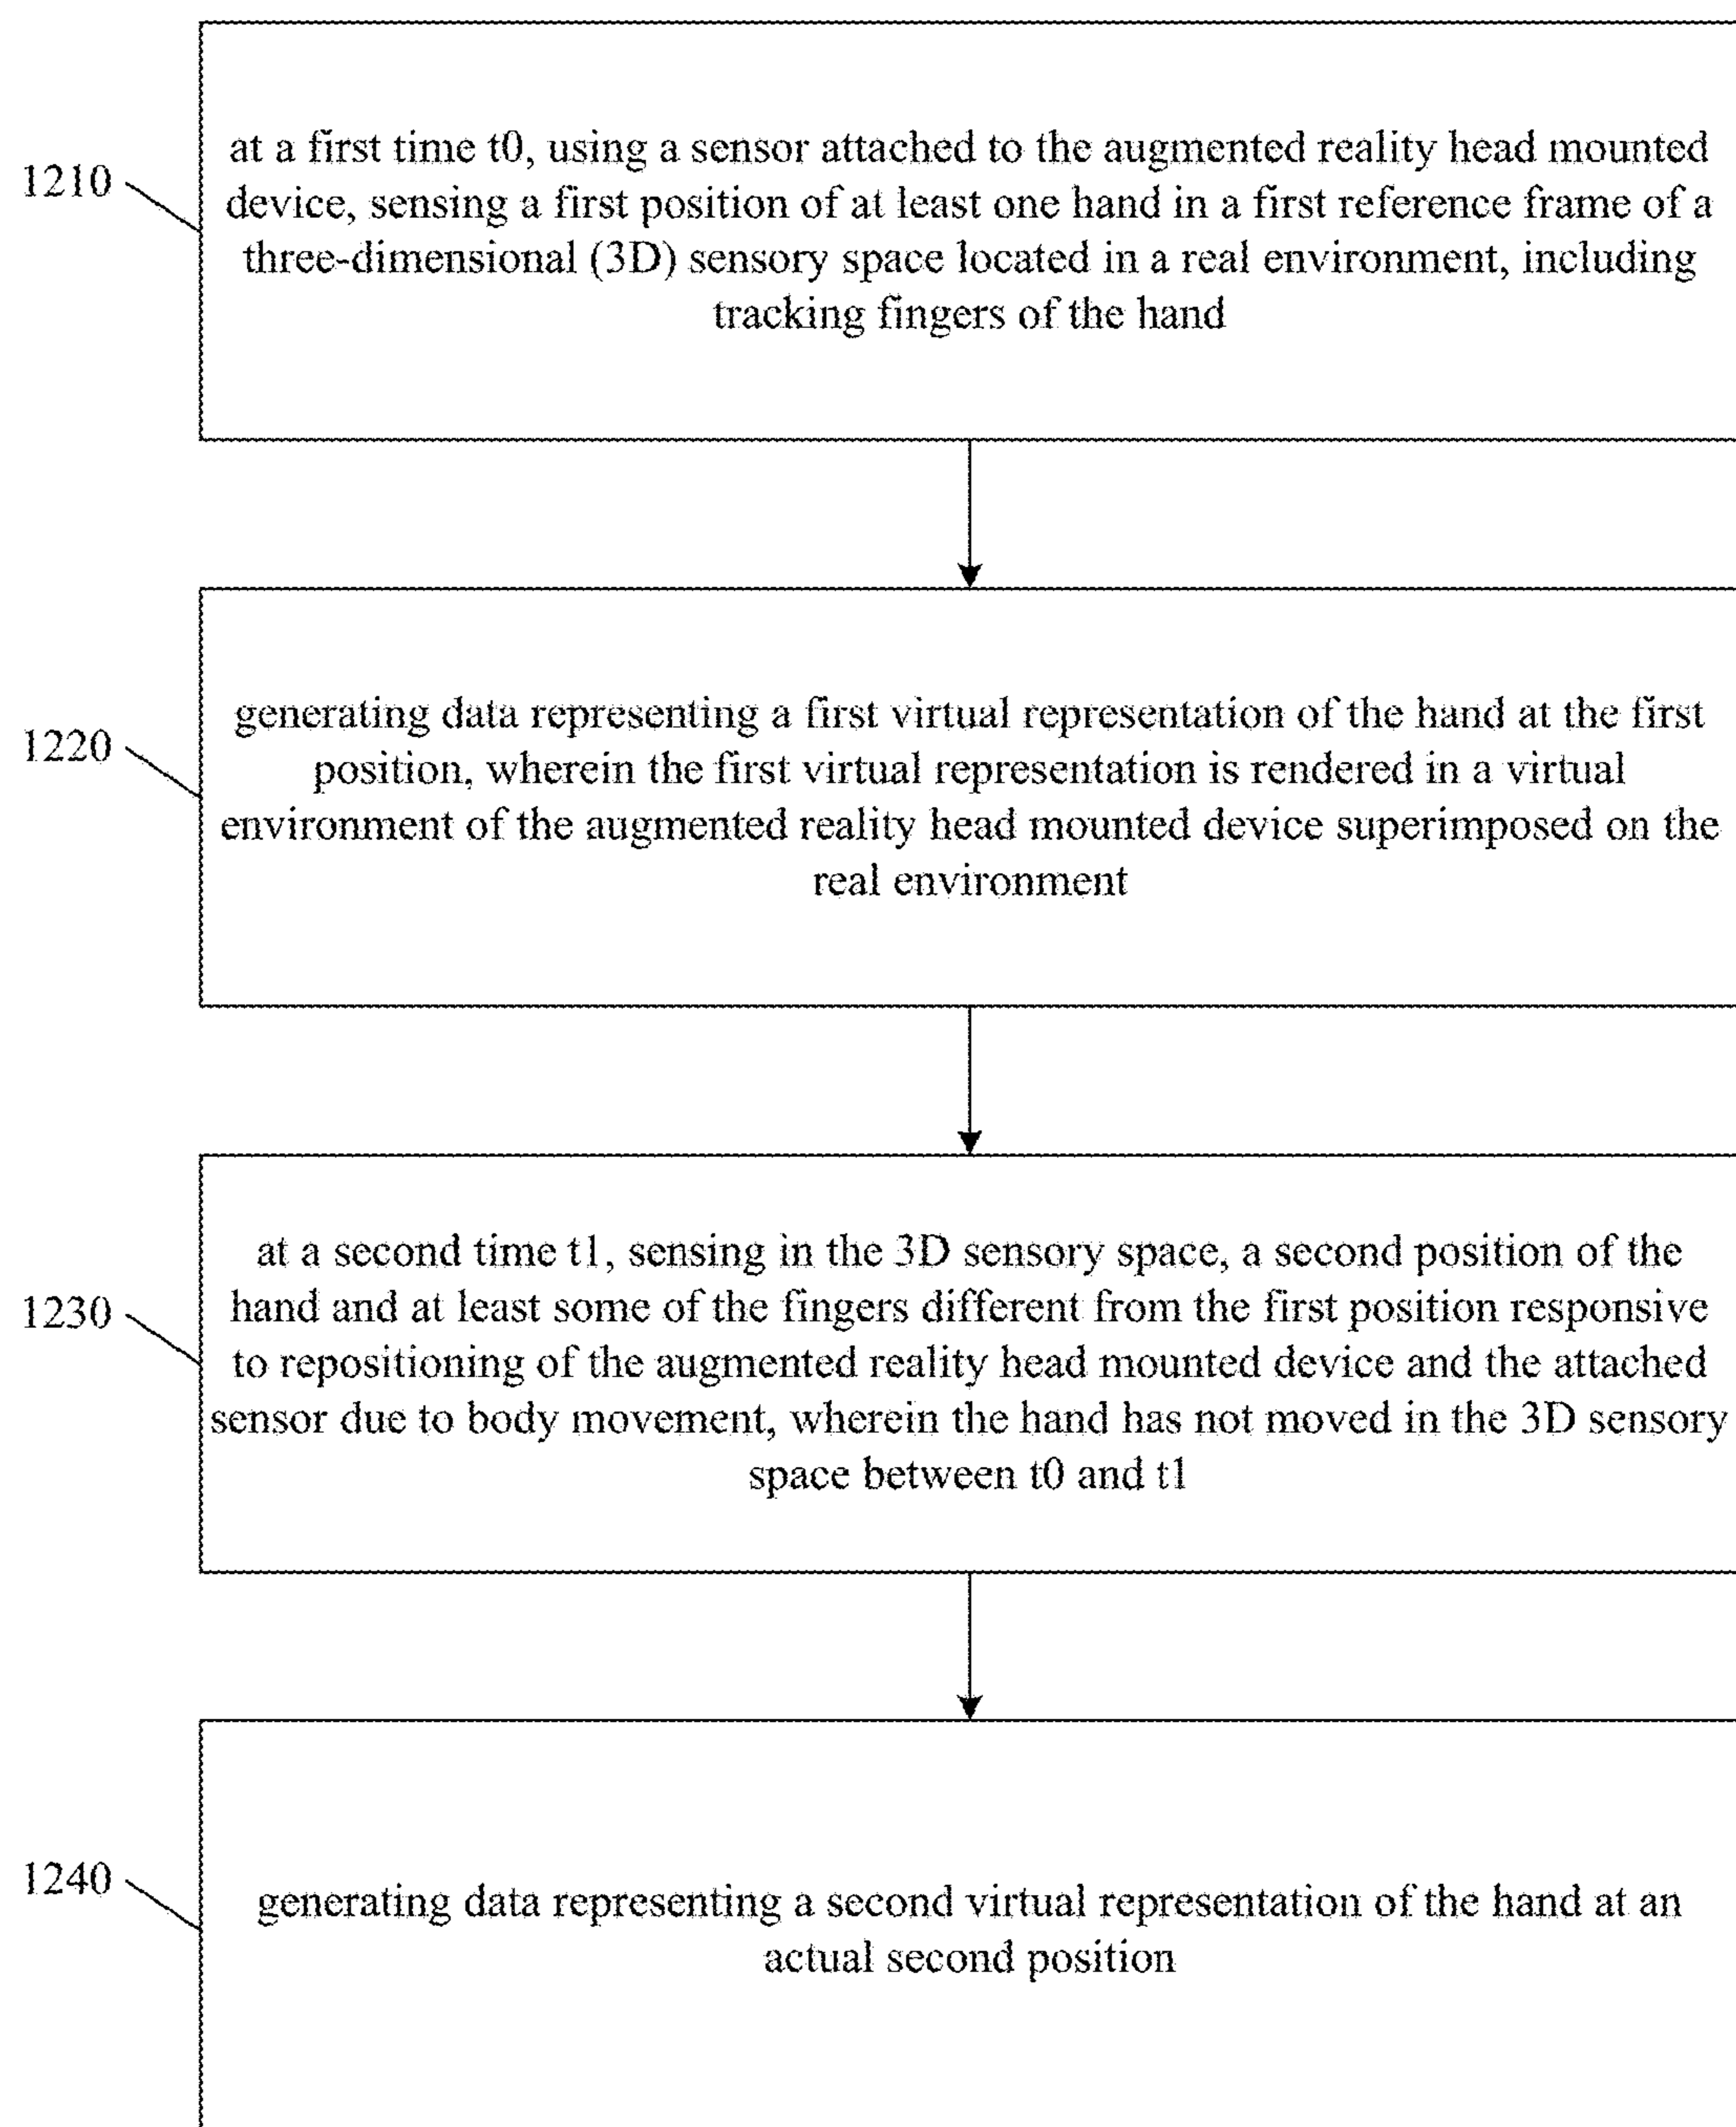 1210
at a first time t0, using a sensor attached to the augmented reality head mounted
device, sensing a first position of at least one hand in a first reference frame of a
three-dimensional (3D) sensory space located in a real environment, including
tracking fingers of the hand
1220
generating data representing a first virtual representation of the hand at the first
position, wherein the first virtual representation is rendered in a virtual
environment of the augmented reality head mounted device superimposed on the
real environment
1230
at a second time t1, sensing in the 3D sensory space, a second position of the
hand and at least some of the fingers different from the first position responsive
to repositioning of the augmented reality head mounted device and the attached
sensor due to body movement, wherein the hand has not moved in the 3D sensory
space between t0 and t1
1240
generating data representing a second virtual representation of the hand at an
actual second position